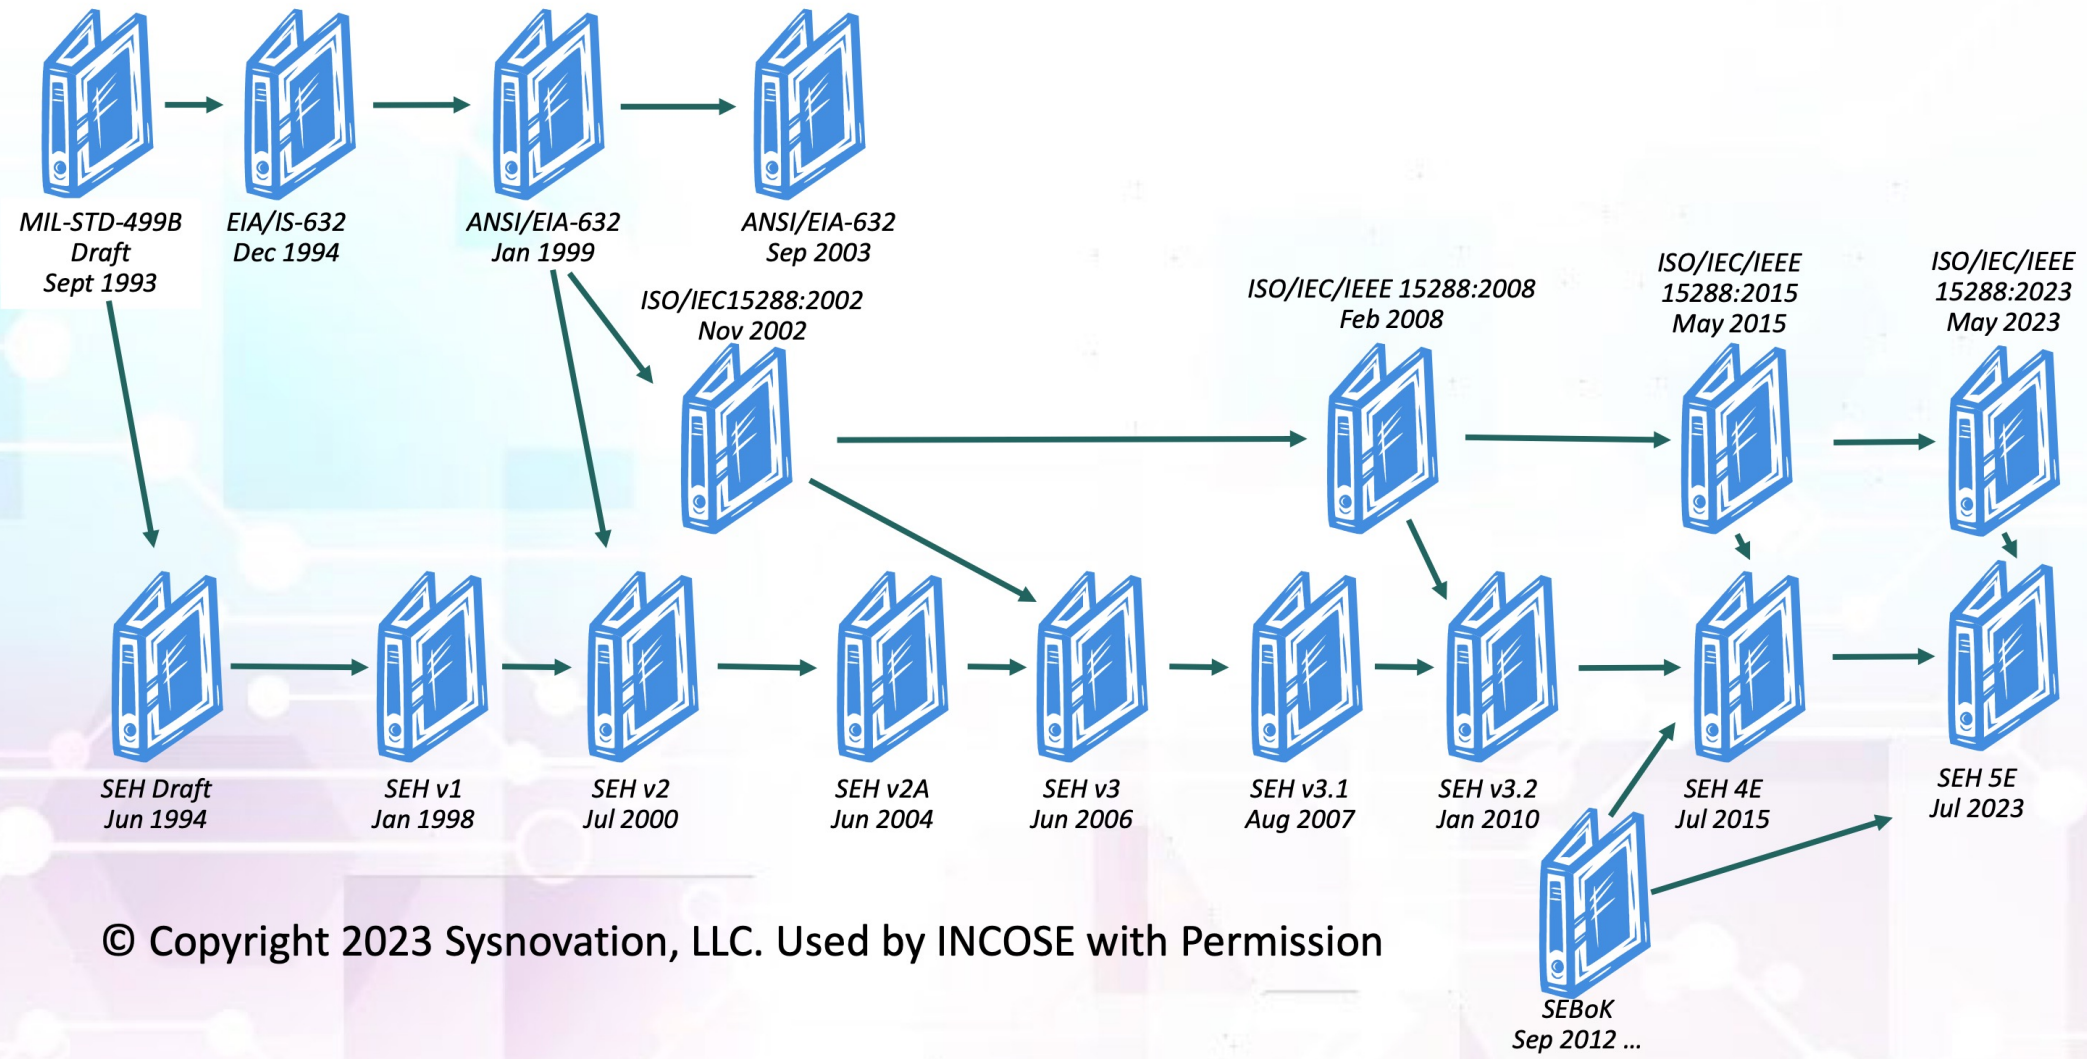 MIL-STD-499B
Draft
Sept 1993
EIA/IS-632
Dec 1994
ANSI/EIA-632
Jan 1999
ANSI/EIA-632
Sep 2003
ISO/IEC15288:2002
Nov 2002
ISO/IEC/IEEE 15288:2008
Feb 2008
ISO/IEC/IEEE
15288:2015
May 2015
ISO/IEC/IEEE
15288:2023
May 2023
SEH Draft
Jun 1994
SEH v1
Jan 1998
SEH v2
Jul 2000
SEH v2A
Jun 2004
SEH v3
Jun 2006
SEH v3.1
Aug 2007
SEH v3.2
Jan 2010
SEH 4E
Jul 2015
SEH 5E
Jul 2023
SEBoK
Sep 2012 ...
© Copyright 2023 Sysnovation, LLC. Used by INCOSE with Permission